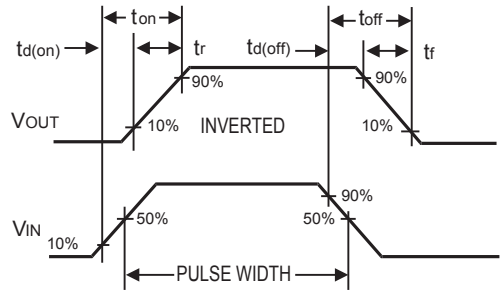 ton
toff
td(on)
tr
td(off)
tf
90%
90%
VOUT
10%
INVERTED
10%
90%
VIN
50%
50%
10%
PULSE WIDTH